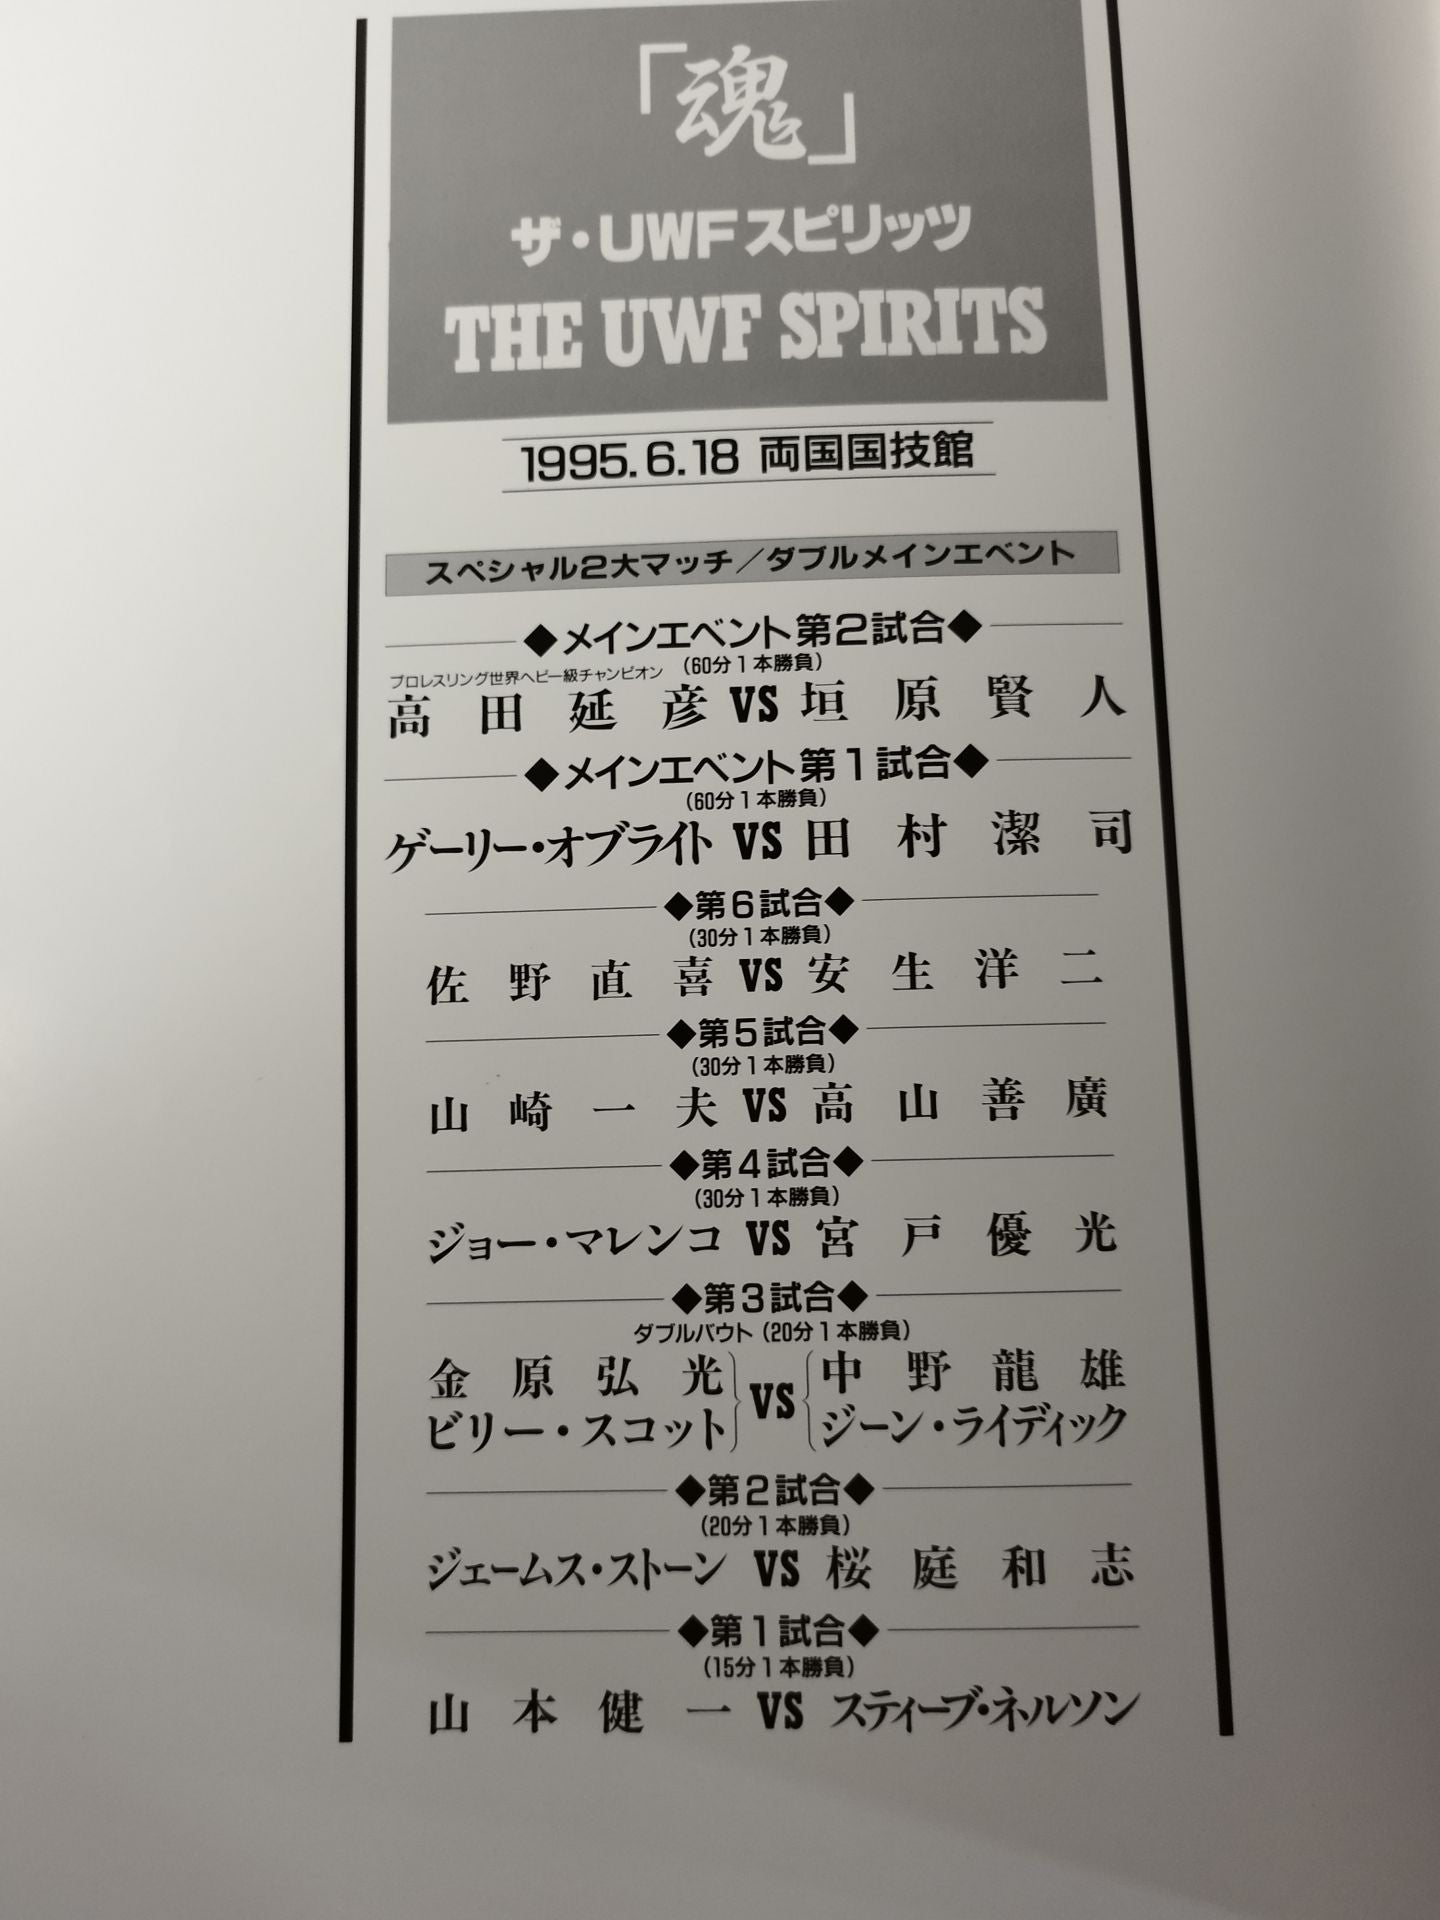 「魂」
ザ・UWFスピリッツ
THE UWF SPIRITS
1995.6.18 両国国技館
スペシャル2大マッチ／ダブルメインエベント
◆メインエベント第2試合◆
(60分1本勝負)
プロレスリング世界ヘビー級チャンピオン
高田延彦 VS 垣原賢人
◆メインエベント第1試合◆
(60分1本勝負)
ゲーリー・オブライト VS 田村潔司
◆第6試合◆
(30分1本勝負)
佐野直喜 VS 安生洋二
◆第5試合◆
(30分1本勝負)
山崎一夫 VS 高山善廣
◆第4試合◆
(30分1本勝負)
ジョー・マレンコ VS 宮戸優光
◆第3試合◆
ダブルバウト (20分1本勝負)
金原弘光 中野龍雄
VS
ビリー・スコット ジーン・ライディック
◆第2試合◆
(20分1本勝負)
ジェームス・ストーン VS 桜庭和志
◆第1試合◆
(15分1本勝負)
山本健一 VS スティーブ・ネルソン